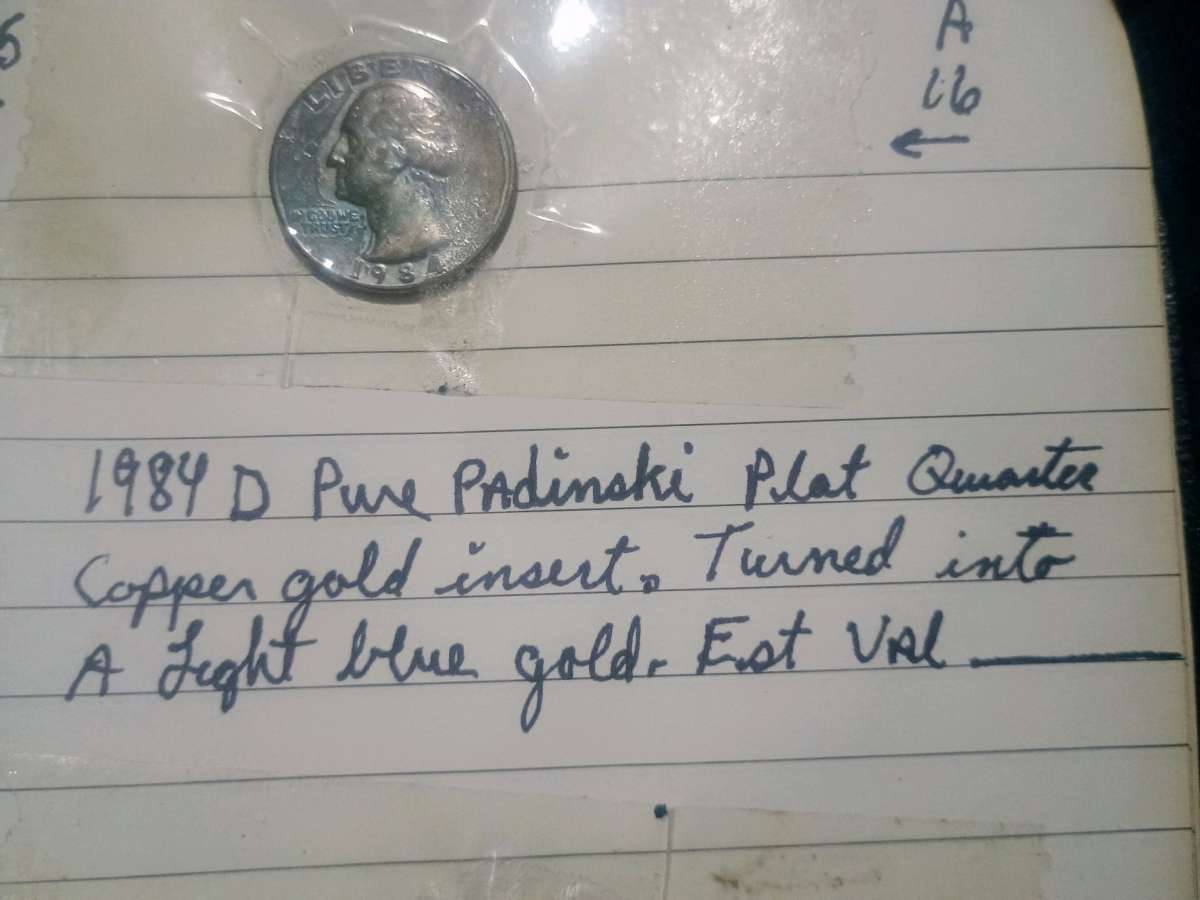 A
16
LIBERTY
IN GOD WE
TRUST
1984
1984 D Pure PAdinski Plat Quarter
Copper gold insert. Turned into
A Light blue gold. Est VAl